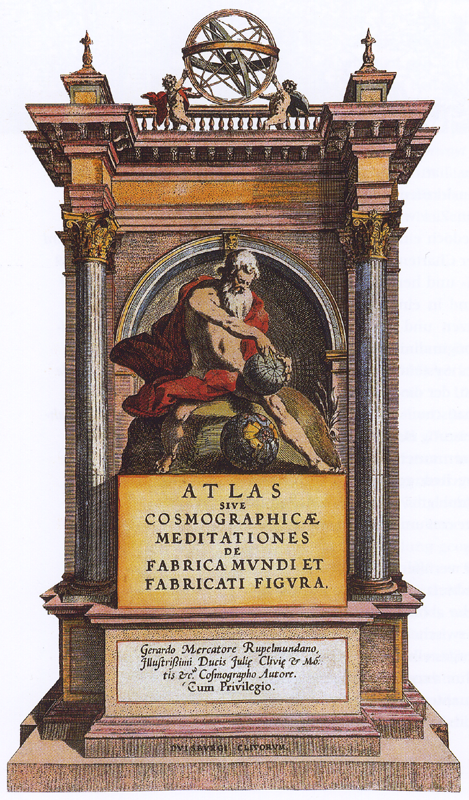 ATLAS
SIVE
COSMOGRAPHICÆ
MEDITATIONES
DE
FABRICA MVNDI ET
FABRICATI FIGVRA.
Gerardo Mercatore Rupelmundano,
Illustrißimi Ducis Julię Clivię & Mõ-
tis &c. Cosmographo Autore.
Cum Privilegio.
DVISBVRGI CLIVORVM